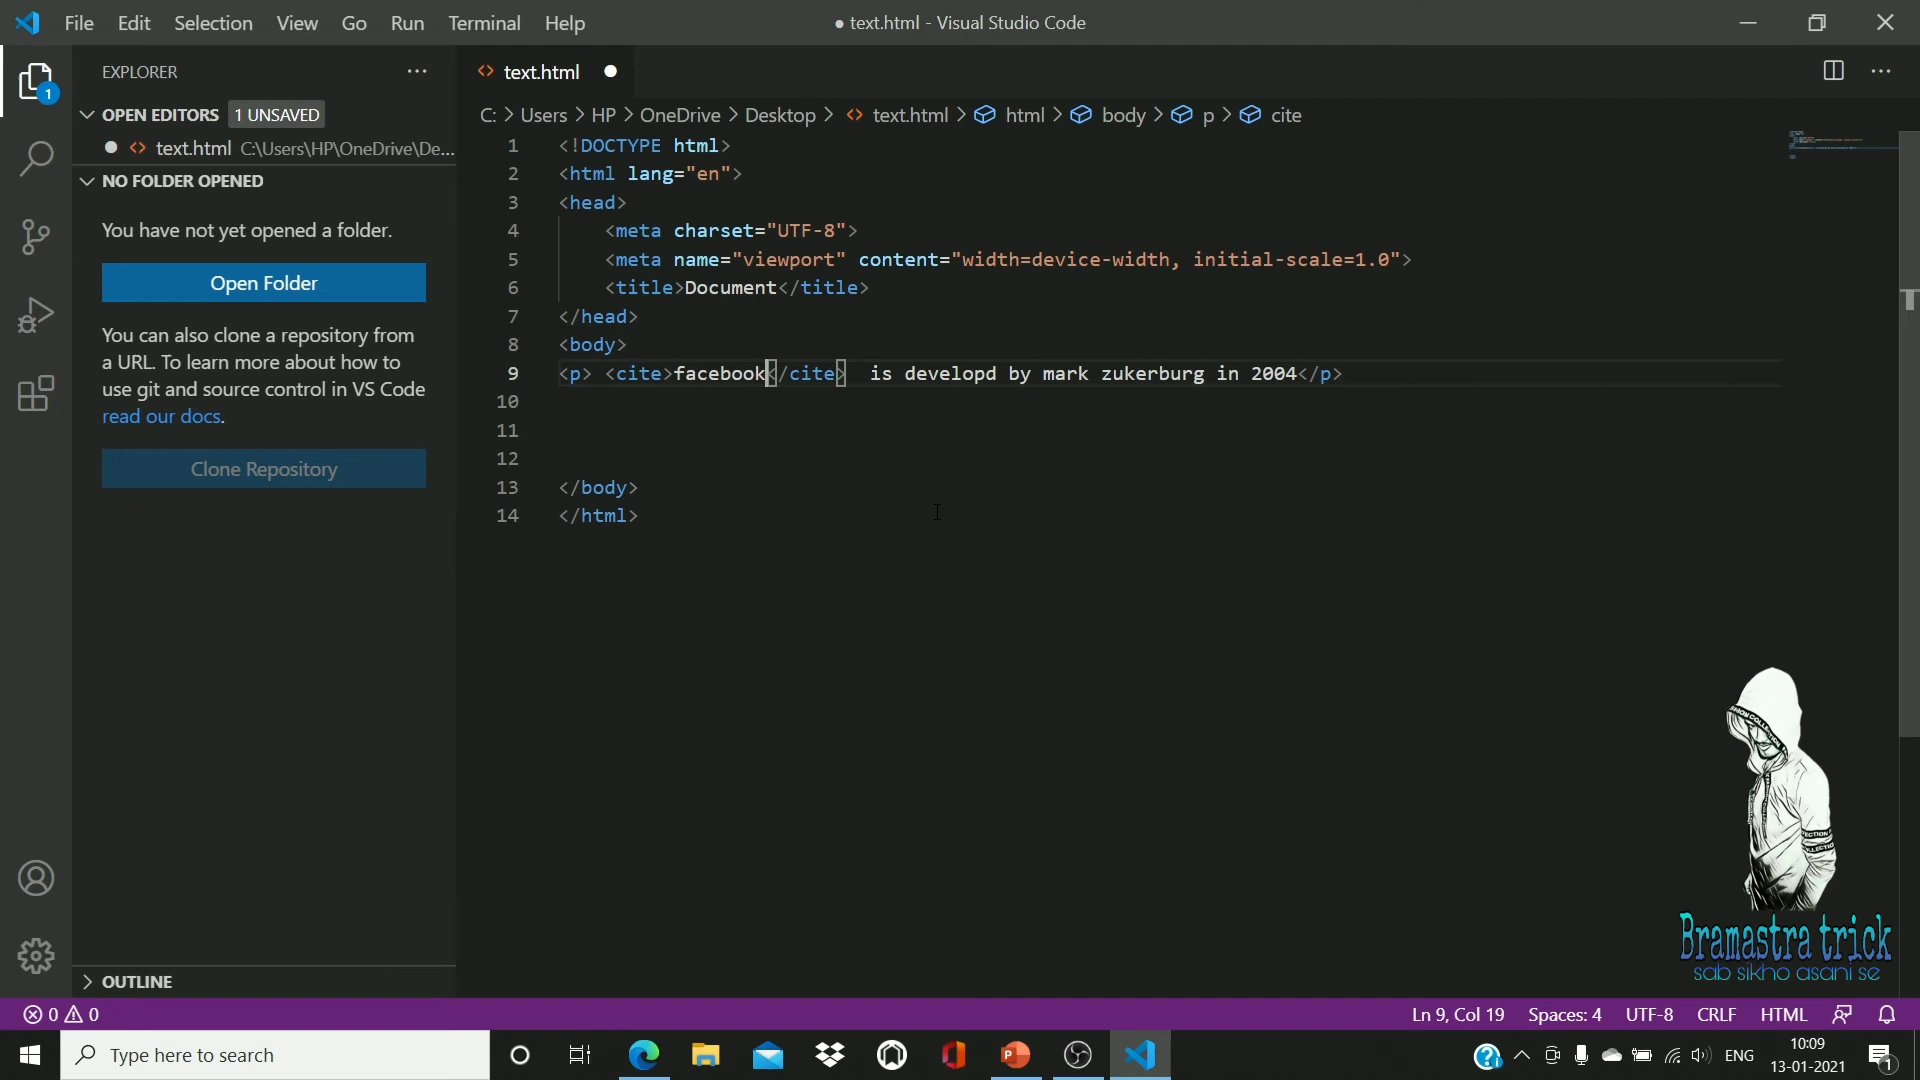 File Edit Selection View Go Run Terminal Help
● text.html - Visual Studio Code
EXPLORER
1
OPEN EDITORS 1 UNSAVED
text.html C:\Users\HP\OneDrive\De...
NO FOLDER OPENED
You have not yet opened a folder.
Open Folder
You can also clone a repository from
a URL. To learn more about how to
use git and source control in VS Code
read our docs.
Clone Repository
OUTLINE
text.html
C: > Users > HP > OneDrive > Desktop > text.html > html > body > p > cite
1 <!DOCTYPE html>
2 <html lang="en">
3 <head>
4 <meta charset="UTF-8">
5 <meta name="viewport" content="width=device-width, initial-scale=1.0">
6 <title>Document</title>
7 </head>
8 <body>
9 <p> <cite>facebook</cite>  is developd by mark zukerburg in 2004</p>
10
11
12
13 </body>
14 </html>
Bramastra trick
sab sikho asani se
0 0
Ln 9, Col 19 Spaces: 4 UTF-8 CRLF HTML
Type here to search
ENG
10:09
13-01-2021
1